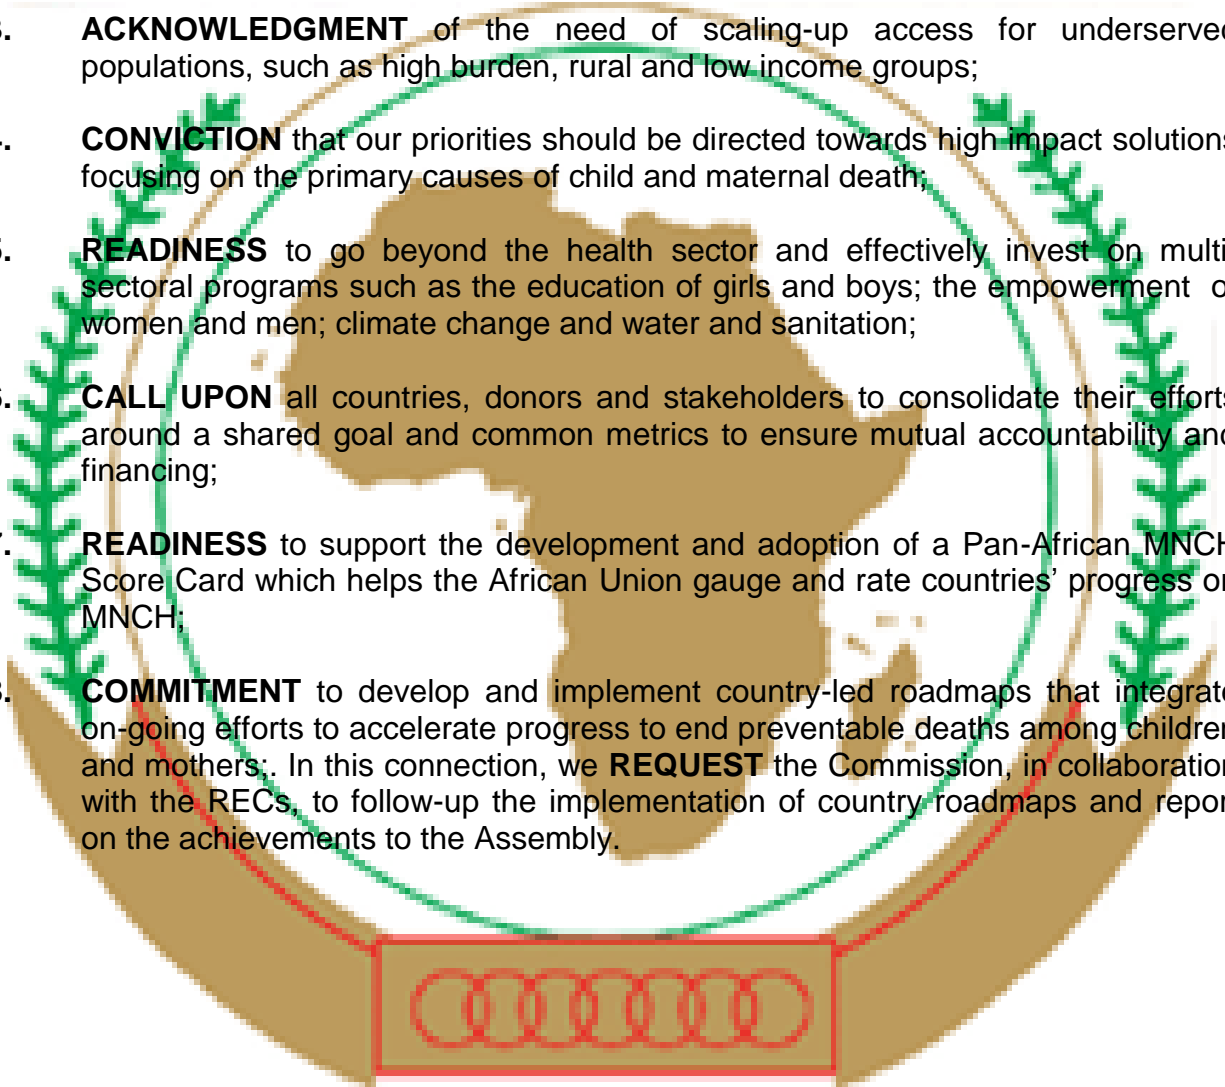 3. ACKNOWLEDGMENT of the need of scaling-up access for underserved
populations, such as high burden, rural and low income groups;
4. CONVICTION that our priorities should be directed towards high impact solutions
focusing on the primary causes of child and maternal death;
5. READINESS to go beyond the health sector and effectively invest on multi
sectoral programs such as the education of girls and boys; the empowerment of
women and men; climate change and water and sanitation;
6. CALL UPON all countries, donors and stakeholders to consolidate their efforts
around a shared goal and common metrics to ensure mutual accountability and
financing;
7. READINESS to support the development and adoption of a Pan-African MNCH
Score Card which helps the African Union gauge and rate countries’ progress on
MNCH;
8. COMMITMENT to develop and implement country-led roadmaps that integrate
on-going efforts to accelerate progress to end preventable deaths among children
and mothers;. In this connection, we REQUEST the Commission, in collaboration
with the RECs, to follow-up the implementation of country roadmaps and report
on the achievements to the Assembly.